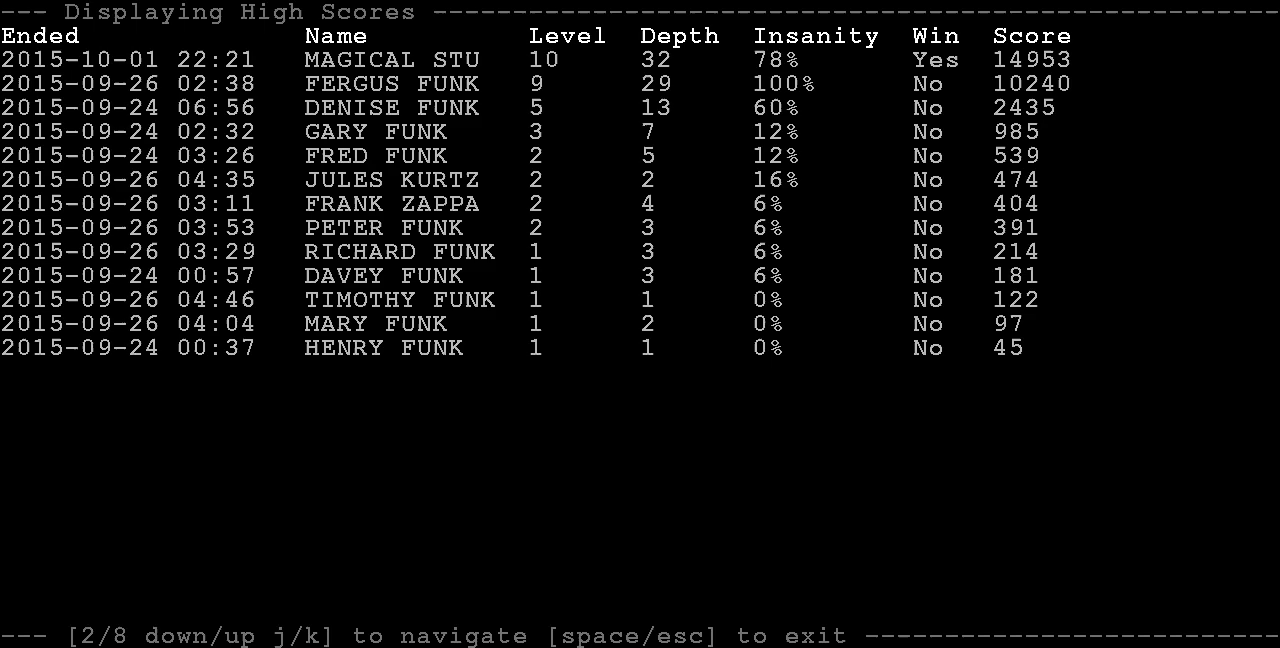 --- Displaying High Scores -----------------------------------------------------
Ended Name Level Depth Insanity Win Score
2015-10-01 22:21 MAGICAL STU 10 32 78% Yes 14953
2015-09-26 02:38 FERGUS FUNK 9 29 100% No 10240
2015-09-24 06:56 DENISE FUNK 5 13 60% No 2435
2015-09-24 02:32 GARY FUNK 3 7 12% No 985
2015-09-24 03:26 FRED FUNK 2 5 12% No 539
2015-09-26 04:35 JULES KURTZ 2 2 16% No 474
2015-09-26 03:11 FRANK ZAPPA 2 4 6% No 404
2015-09-26 03:53 PETER FUNK 2 3 6% No 391
2015-09-26 03:29 RICHARD FUNK 1 3 6% No 214
2015-09-24 00:57 DAVEY FUNK 1 3 6% No 181
2015-09-26 04:46 TIMOTHY FUNK 1 1 0% No 122
2015-09-26 04:04 MARY FUNK 1 2 0% No 97
2015-09-24 00:37 HENRY FUNK 1 1 0% No 45
--- [2/8 down/up j/k] to navigate [space/esc] to exit --------------------------